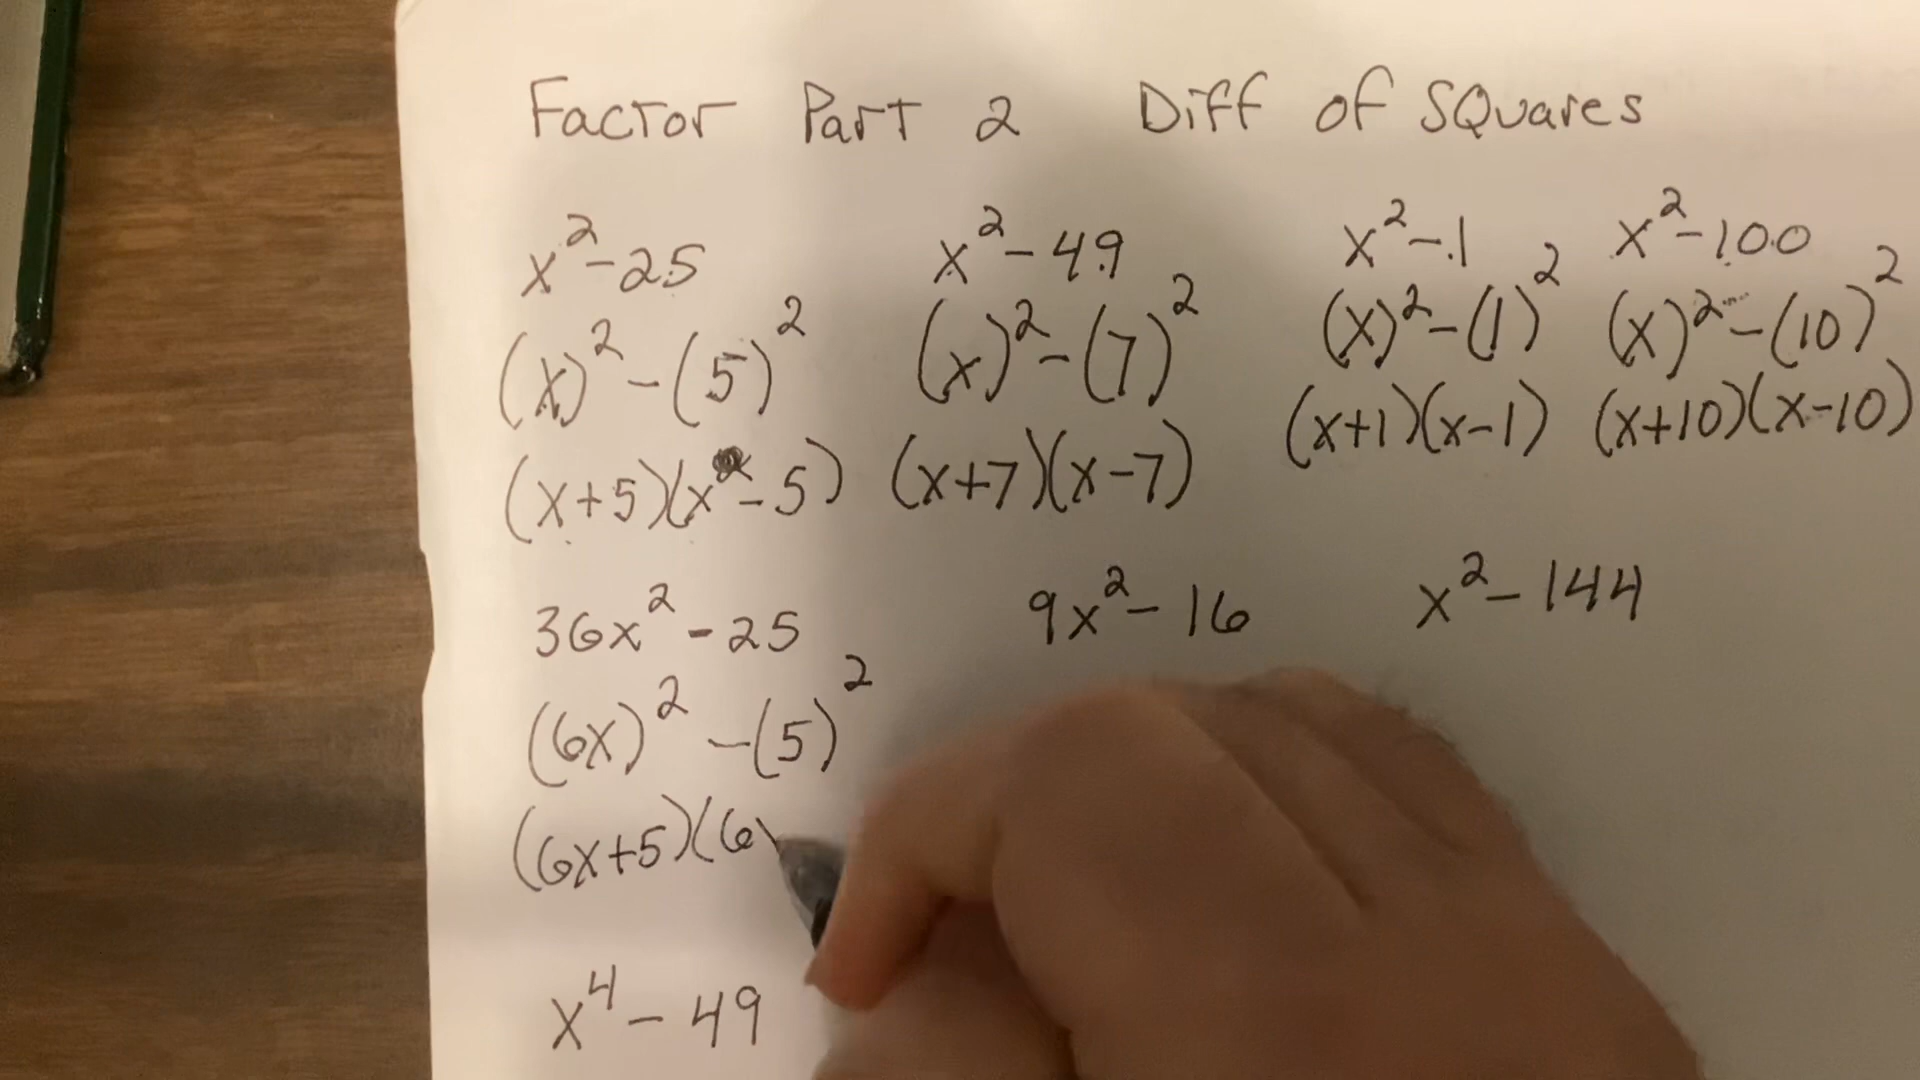 Factor Part 2 Diff of Squares
x²-25 x²-49 x²-1 x²-100
(x)²-(5)² (x)²-(7)² (x)²-(1)² (x)²-(10)²
(x+5)(x-5) (x+7)(x-7) (x+1)(x-1) (x+10)(x-10)
36x²-25 9x²-16 x²-144
(6x)²-(5)²
(6x+5)(6
x⁴-49